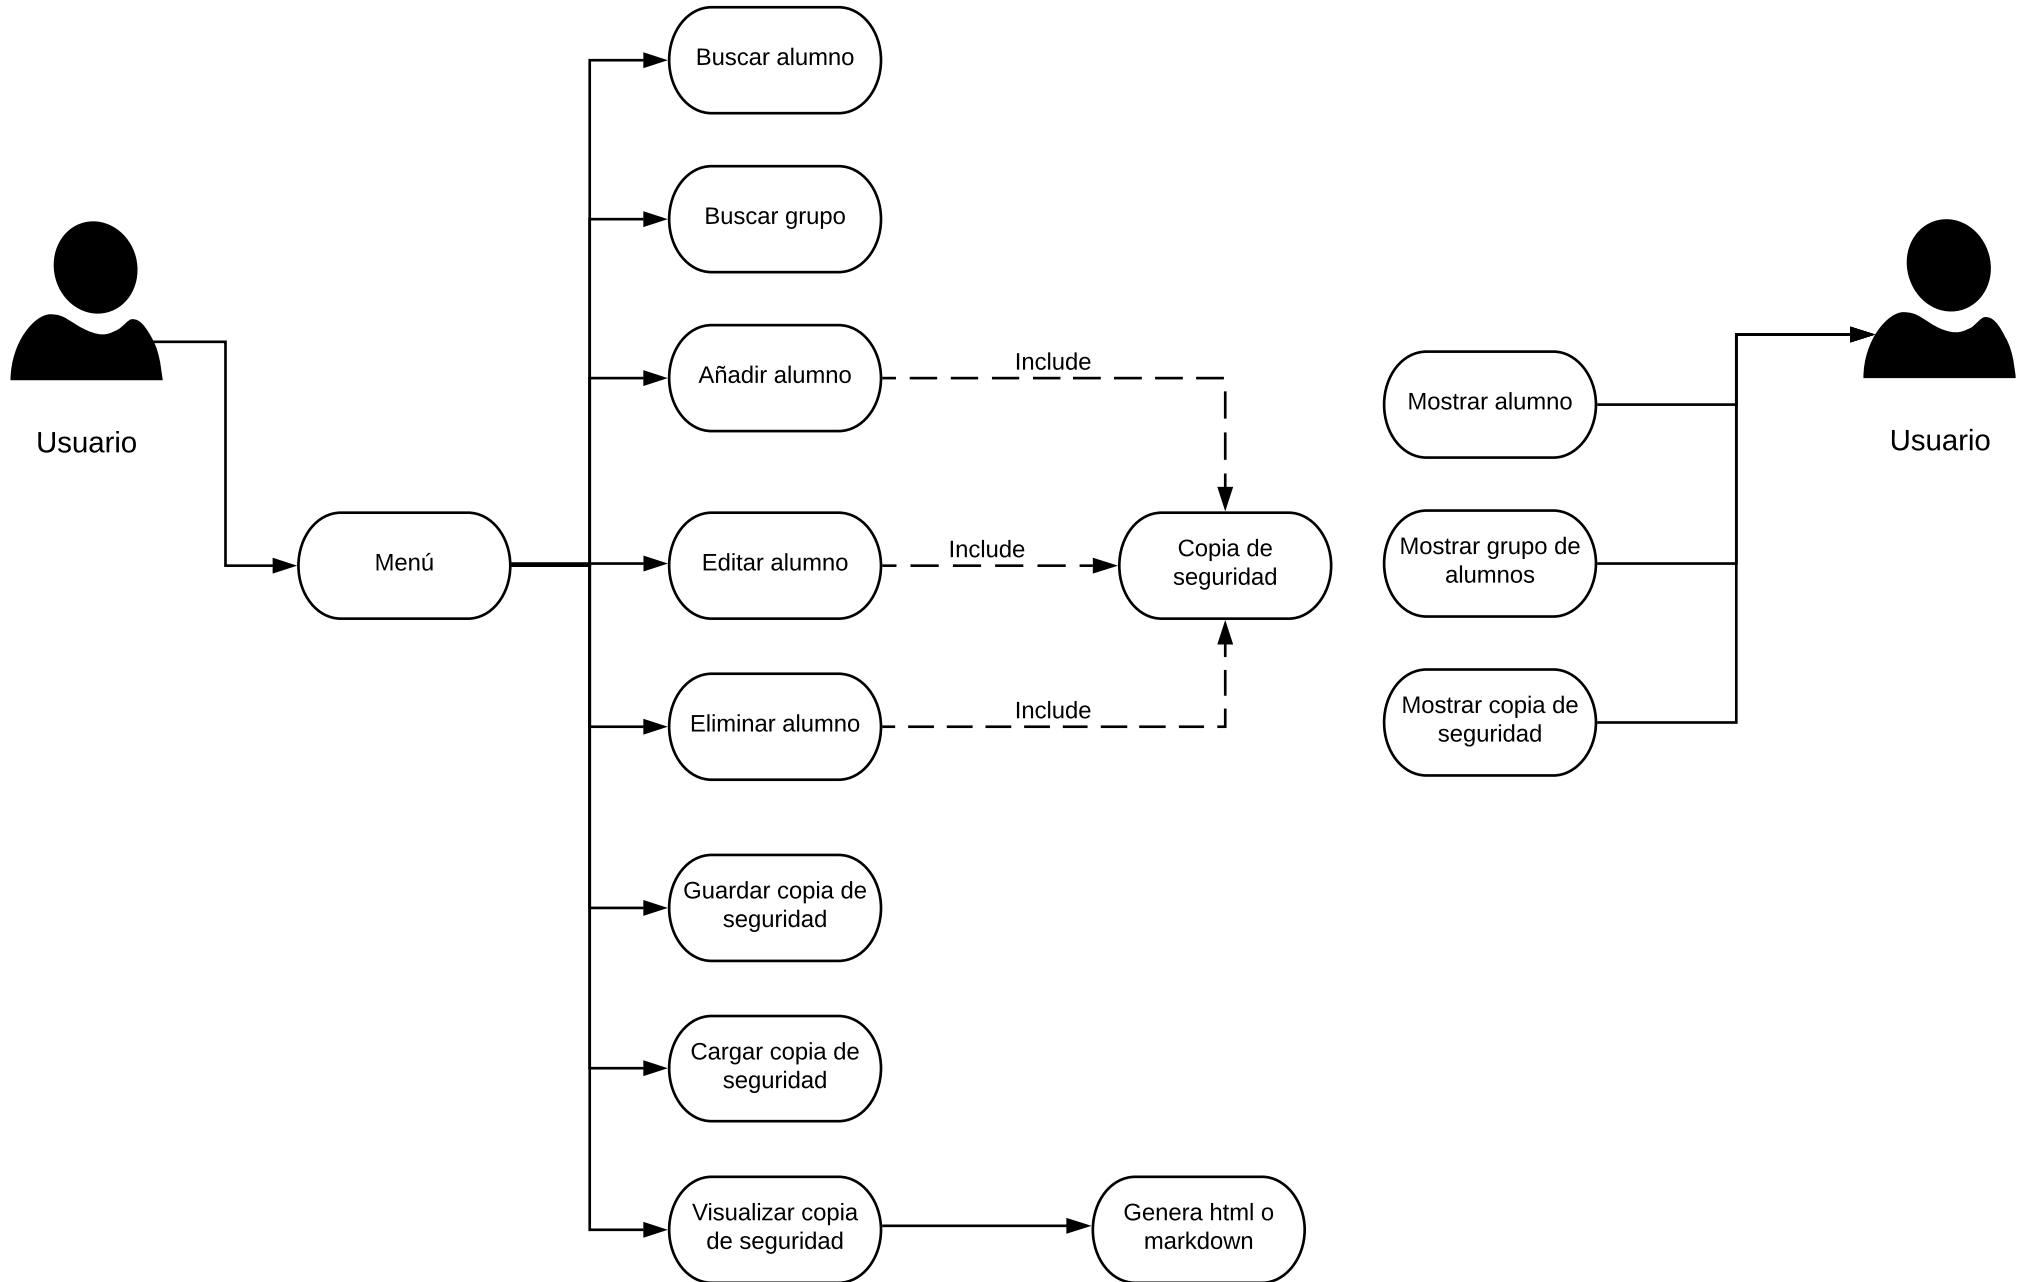 Buscar alumno
Buscar grupo
Añadir alumno
Include
Mostrar alumno
Usuario
Usuario
Menú
Editar alumno
Include
Copia de
seguridad
Mostrar grupo de
alumnos
Eliminar alumno
Include
Mostrar copia de
seguridad
Guardar copia de
seguridad
Cargar copia de
seguridad
Visualizar copia
de seguridad
Genera html o
markdown